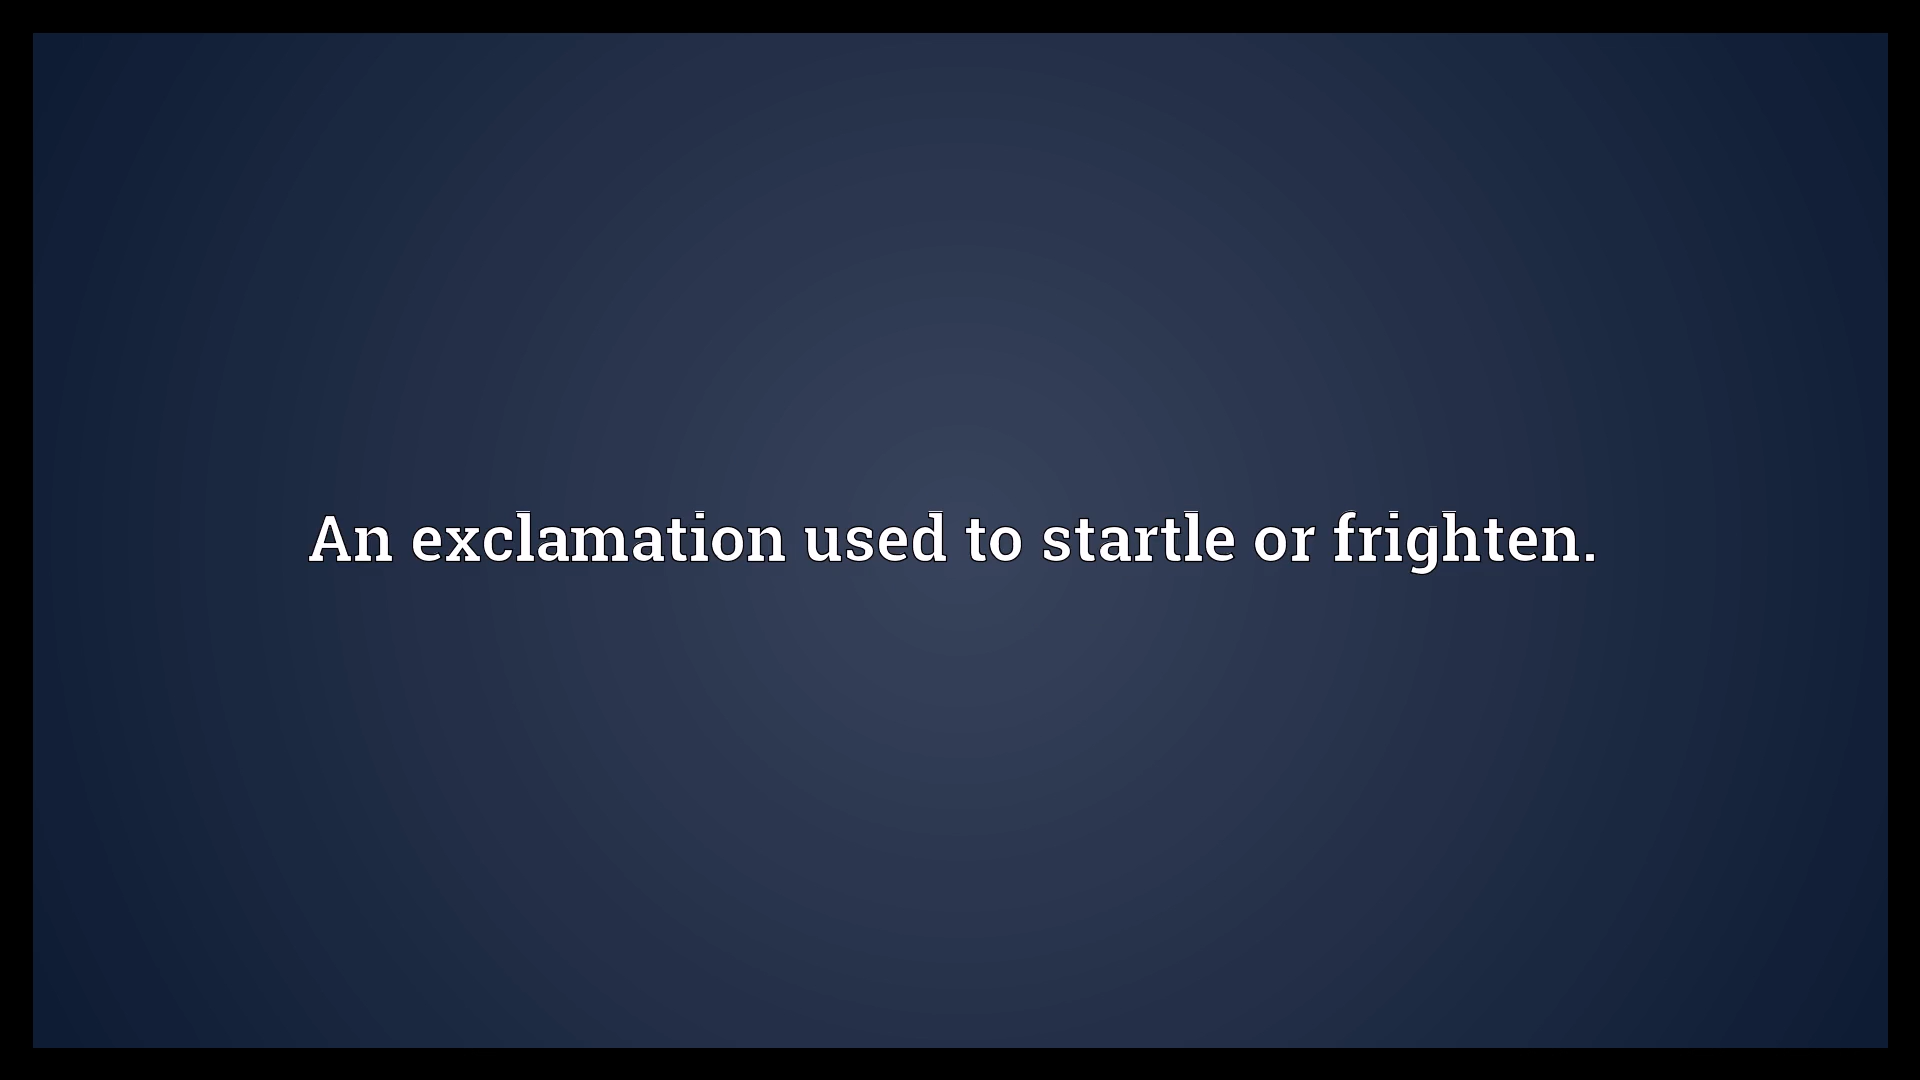 An exclamation used to startle or frighten.